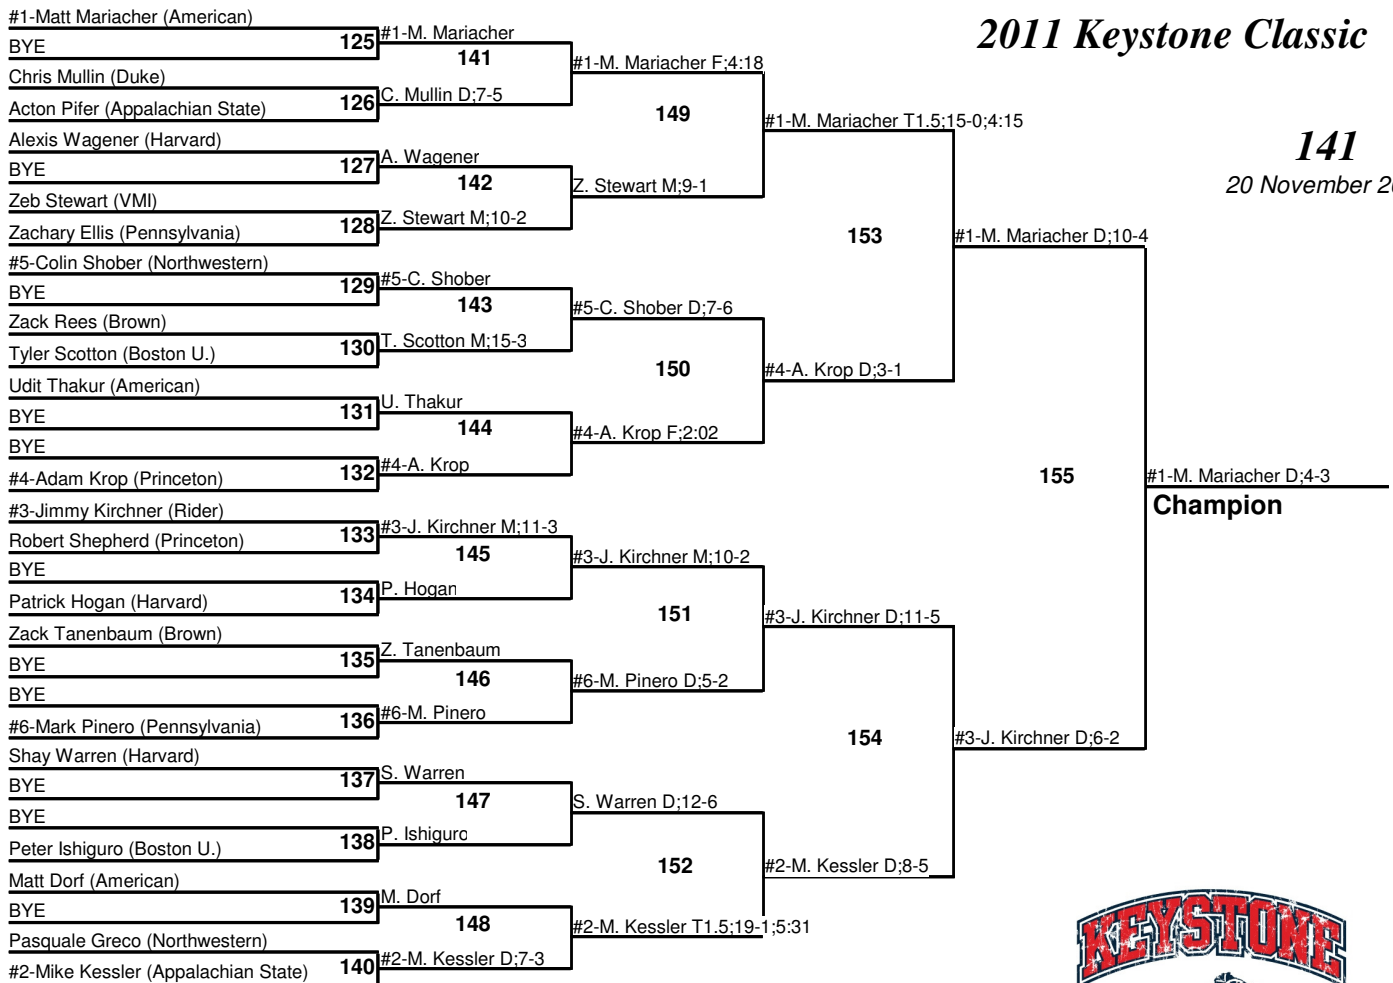 2011 Keystone Classic
141
20 November 20
#1-Matt Mariacher (American)
BYE
Chris Mullin (Duke)
Acton Pifer (Appalachian State)
Alexis Wagener (Harvard)
BYE
Zeb Stewart (VMI)
Zachary Ellis (Pennsylvania)
#5-Colin Shober (Northwestern)
BYE
Zack Rees (Brown)
Tyler Scotton (Boston U.)
Udit Thakur (American)
BYE
BYE
#4-Adam Krop (Princeton)
#3-Jimmy Kirchner (Rider)
Robert Shepherd (Princeton)
BYE
Patrick Hogan (Harvard)
Zack Tanenbaum (Brown)
BYE
BYE
#6-Mark Pinero (Pennsylvania)
Shay Warren (Harvard)
BYE
BYE
Peter Ishiguro (Boston U.)
Matt Dorf (American)
BYE
Pasquale Greco (Northwestern)
#2-Mike Kessler (Appalachian State)
125
126
127
128
129
130
131
132
133
134
135
136
137
138
139
140
#1-M. Mariacher
141
C. Mullin D;7-5
A. Wagener
142
Z. Stewart M;10-2
#5-C. Shober
143
T. Scotton M;15-3
U. Thakur
144
#4-A. Krop
#3-J. Kirchner M;11-3
145
P. Hogan
Z. Tanenbaum
146
#6-M. Pinero
S. Warren
147
P. Ishiguro
M. Dorf
148
#2-M. Kessler D;7-3
#1-M. Mariacher F;4:18
149
Z. Stewart M;9-1
#5-C. Shober D;7-6
150
#4-A. Krop F;2:02
#3-J. Kirchner M;10-2
151
#6-M. Pinero D;5-2
S. Warren D;12-6
152
#2-M. Kessler T1.5;19-1;5:31
#1-M. Mariacher T1.5;15-0;4:15
153
#4-A. Krop D;3-1
#3-J. Kirchner D;11-5
154
#2-M. Kessler D;8-5
#1-M. Mariacher D;10-4
155
#3-J. Kirchner D;6-2
#1-M. Mariacher D;4-3
Champion
KEYSTONE